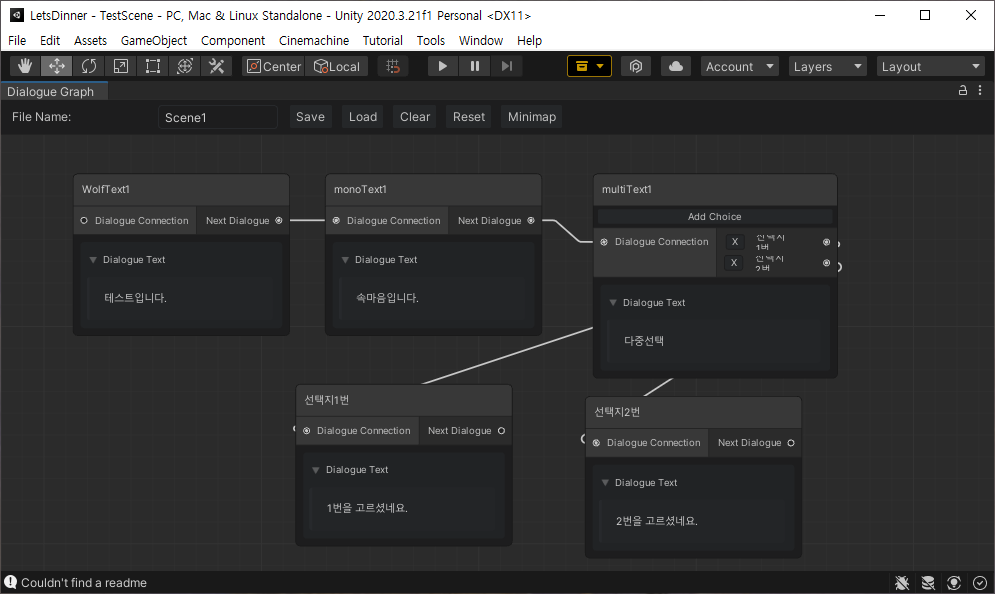 LetsDinner - TestScene - PC, Mac & Linux Standalone - Unity 2020.3.21f1 Personal <DX11>
File Edit Assets GameObject Component Cinemachine Tutorial Tools Window Help
Center Local Account Layers Layout
Dialogue Graph
File Name: Scene1 Save Load Clear Reset Minimap
WolfText1
Dialogue Connection Next Dialogue
Dialogue Text
테스트입니다.
monoText1
Dialogue Connection Next Dialogue
Dialogue Text
속마음입니다.
multiText1
Add Choice
Dialogue Connection
X 선택지 1번
X 선택지 2번
Dialogue Text
다중선택
선택지1번
Dialogue Connection Next Dialogue
Dialogue Text
1번을 고르셨네요.
선택지2번
Dialogue Connection Next Dialogue
Dialogue Text
2번을 고르셨네요.
Couldn't find a readme